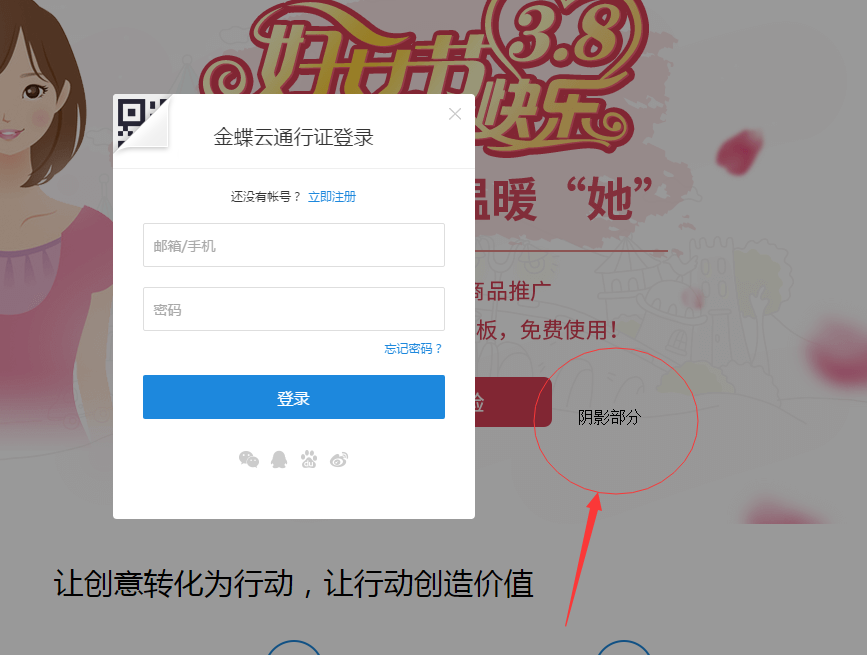 妇女节
3.8
快乐
金蝶云通行证登录
温暖 “她”
还没有帐号？ 立即注册
邮箱/手机
商品推广
密码
板，免费使用！
忘记密码？
登录
验
阴影部分
让创意转化为行动，让行动创造价值